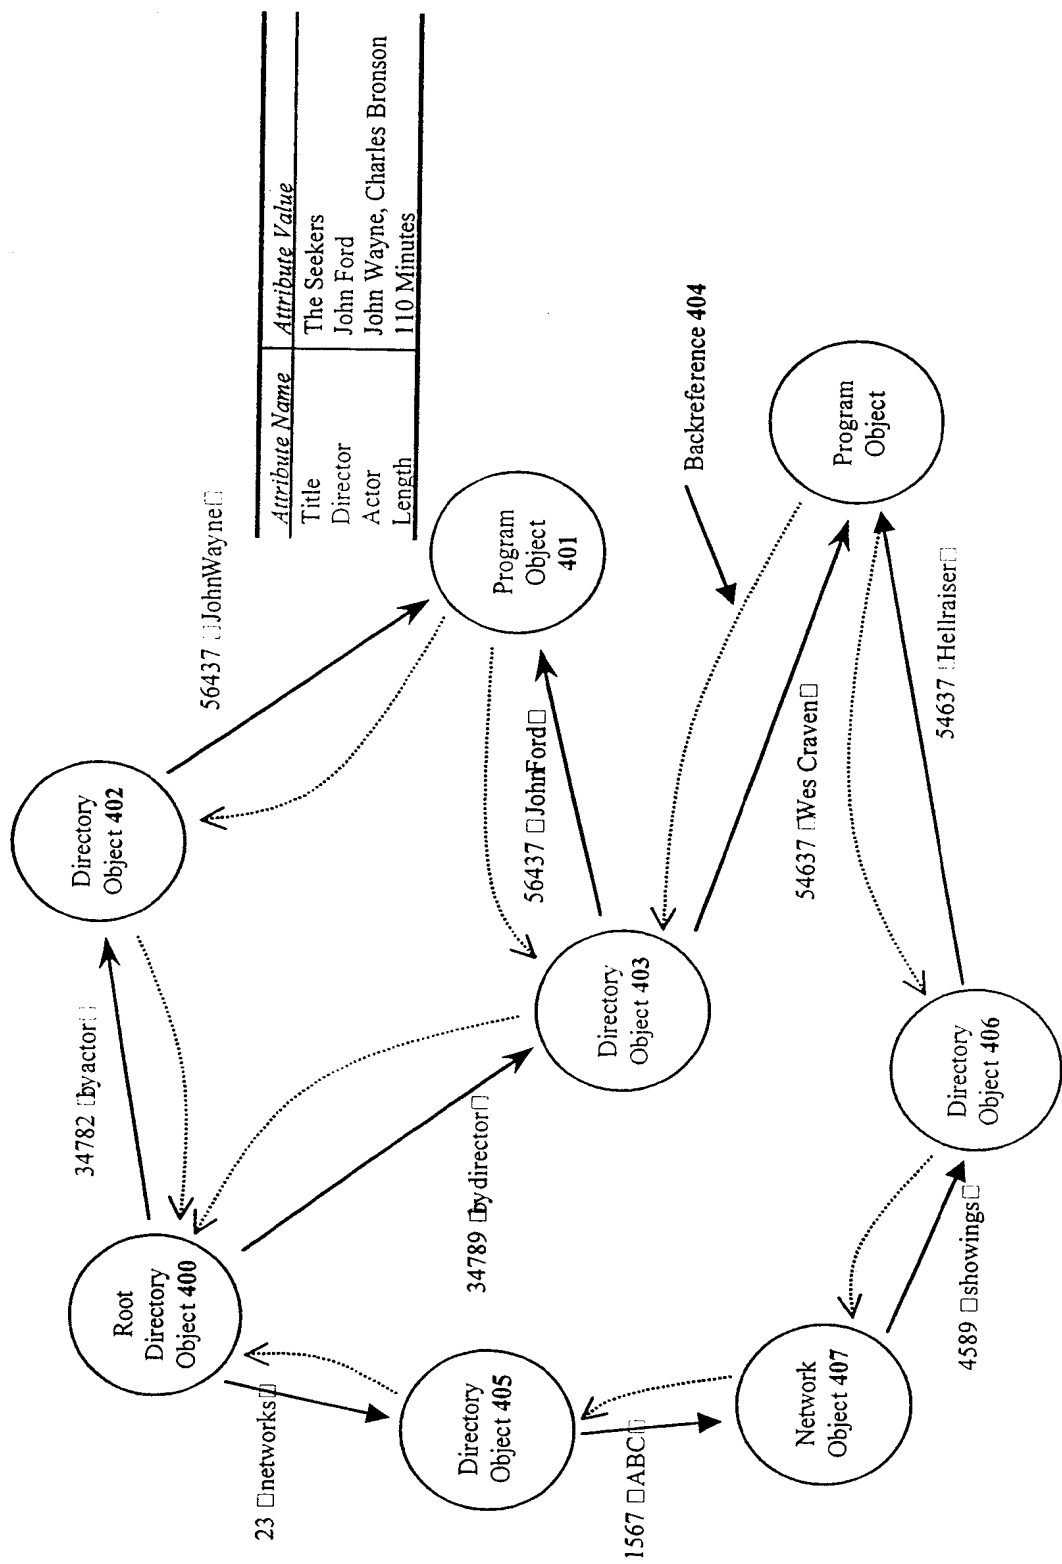 Root
Directory
Object 400
34782 □byactor□
Directory
Object 402
56437 □JohnWayne□
Attribute Name Attribute Value
Title The Seekers
Director John Ford
Actor John Wayne, Charles Bronson
Length 110 Minutes
23 □networks□
34789 □bydirector□
Directory
Object 405
Directory
Object 403
56437 □JohnFord□
Program
Object
401
Backreference 404
1567 □ABC□
54637 □Wes Craven□
Network
Object 407
4589 □showings□
Directory
Object 406
54637 □Hellraiser□
Program
Object